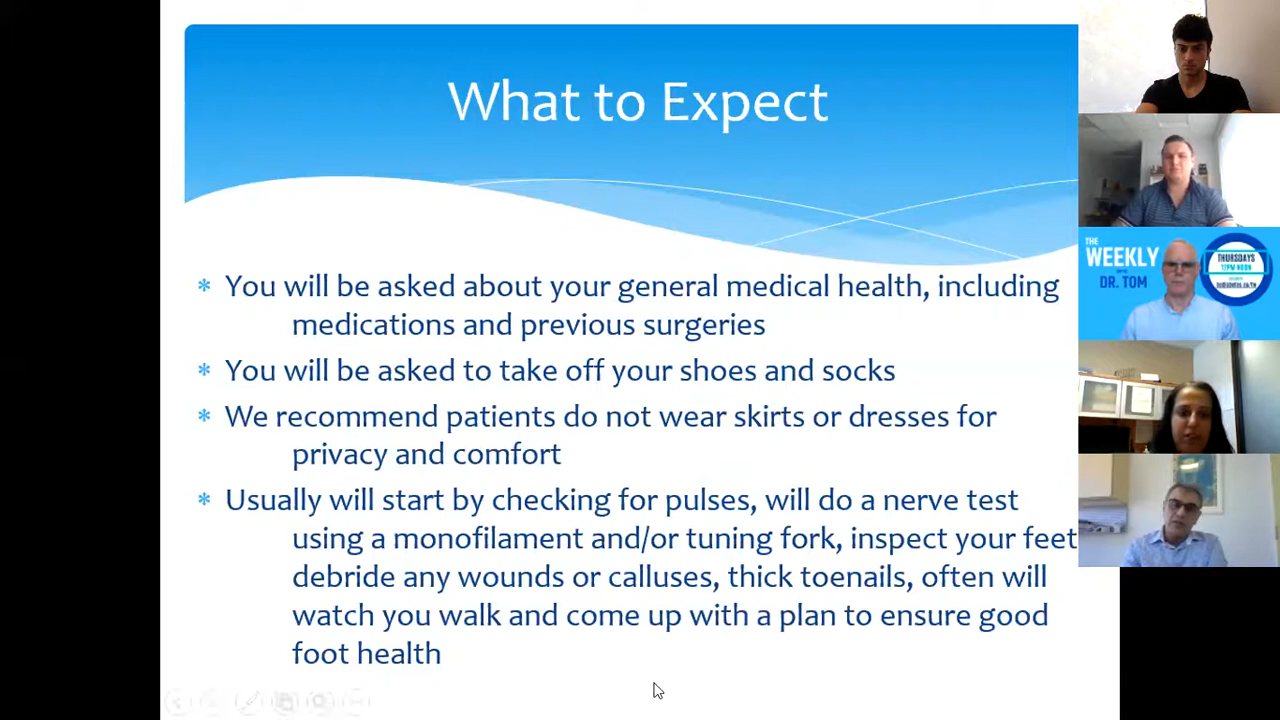 What to Expect
* You will be asked about your general medical health, including
medications and previous surgeries
* You will be asked to take off your shoes and socks
* We recommend patients do not wear skirts or dresses for
privacy and comfort
* Usually will start by checking for pulses, will do a nerve test
using a monofilament and/or tuning fork, inspect your feet
debride any wounds or calluses, thick toenails, often will
watch you walk and come up with a plan to ensure good
foot health
THE
WEEKLY
DR. TOM
THURSDAYS
12PM NOON